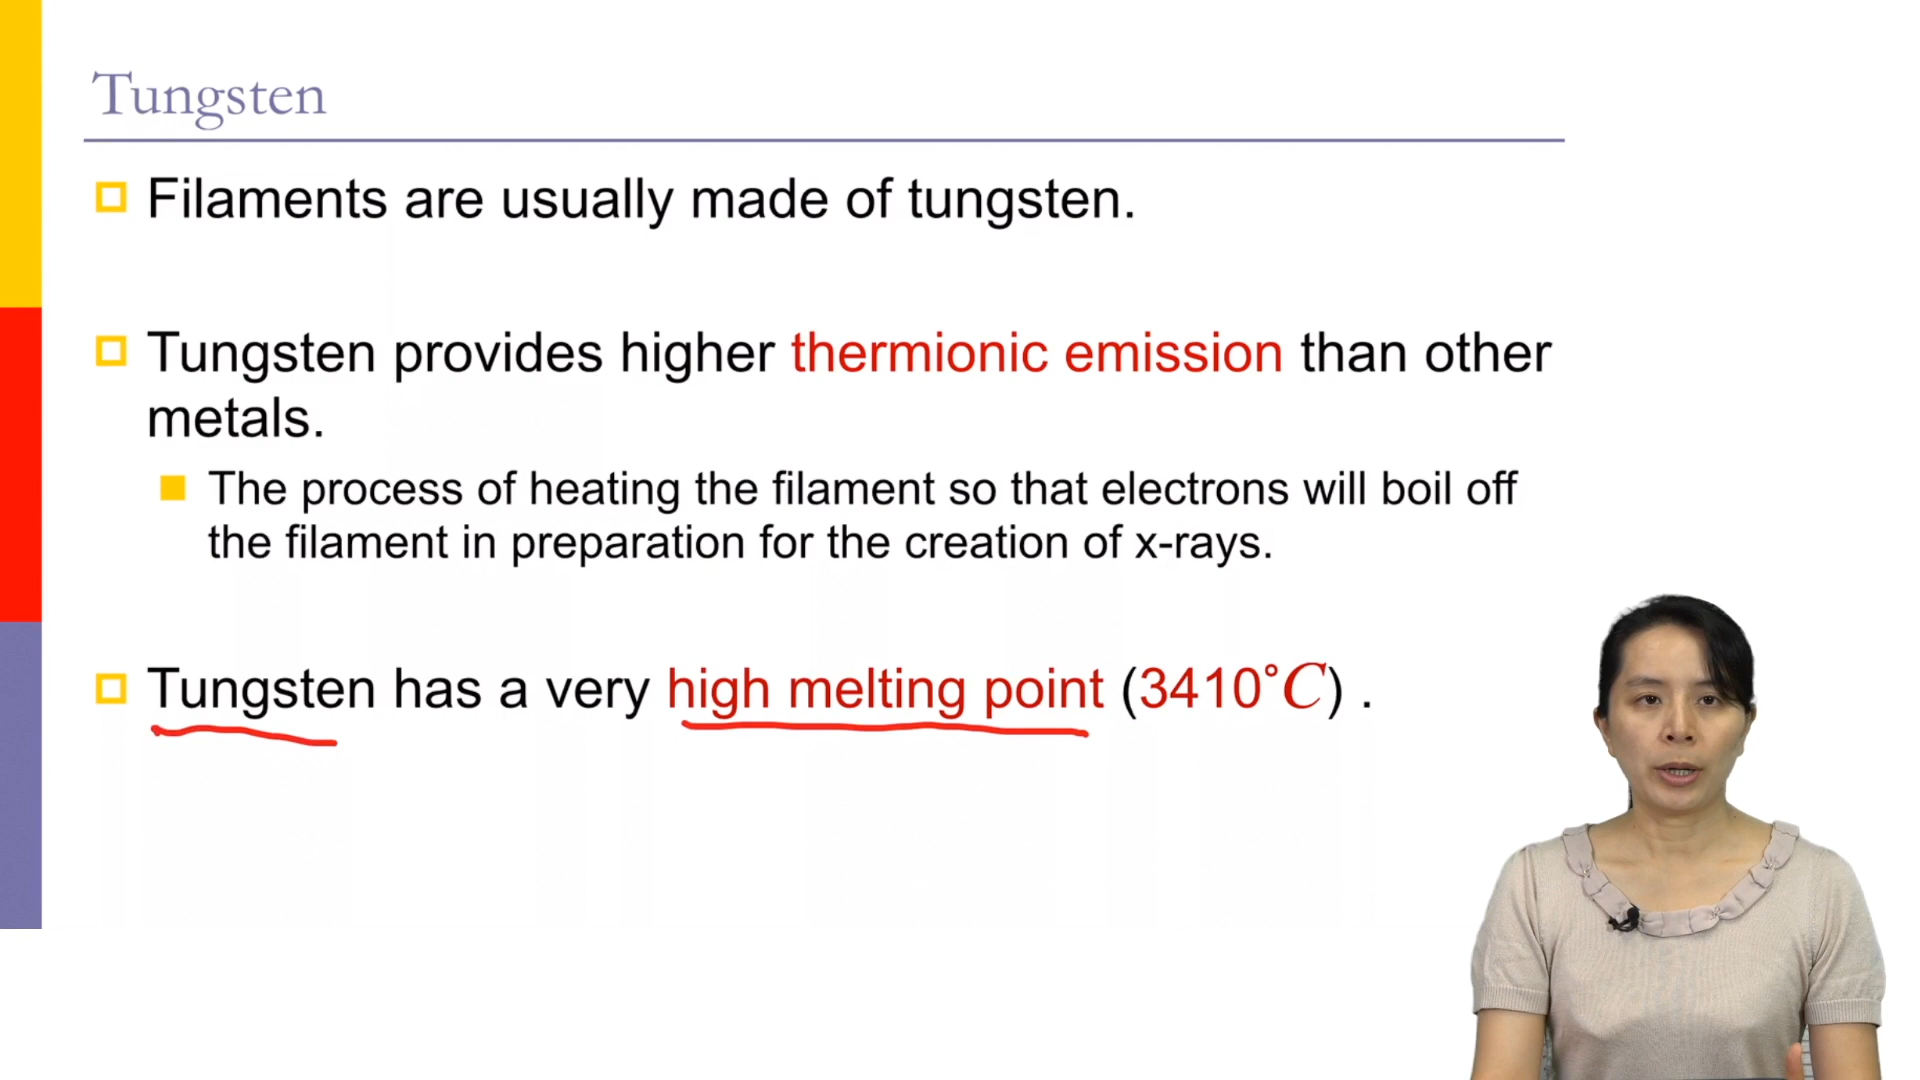 Tungsten
Filaments are usually made of tungsten.
Tungsten provides higher thermionic emission than other
metals.
The process of heating the filament so that electrons will boil off
the filament in preparation for the creation of x-rays.
Tungsten has a very high melting point (3410°C) .